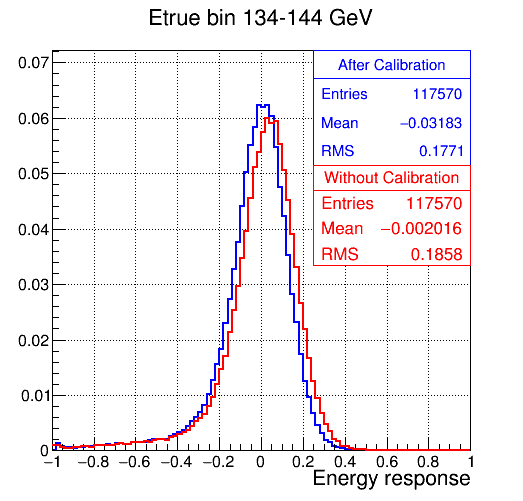 Etrue bin 134-144 GeV
After Calibration
Entries 117570
Mean −0.03183
RMS 0.1771
Without Calibration
Entries 117570
Mean −0.002016
RMS 0.1858
0.07
0.06
0.05
0.04
0.03
0.02
0.01
0
−1 −0.8 −0.6 −0.4 −0.2 0 0.2 0.4 0.6 0.8 1
Energy response